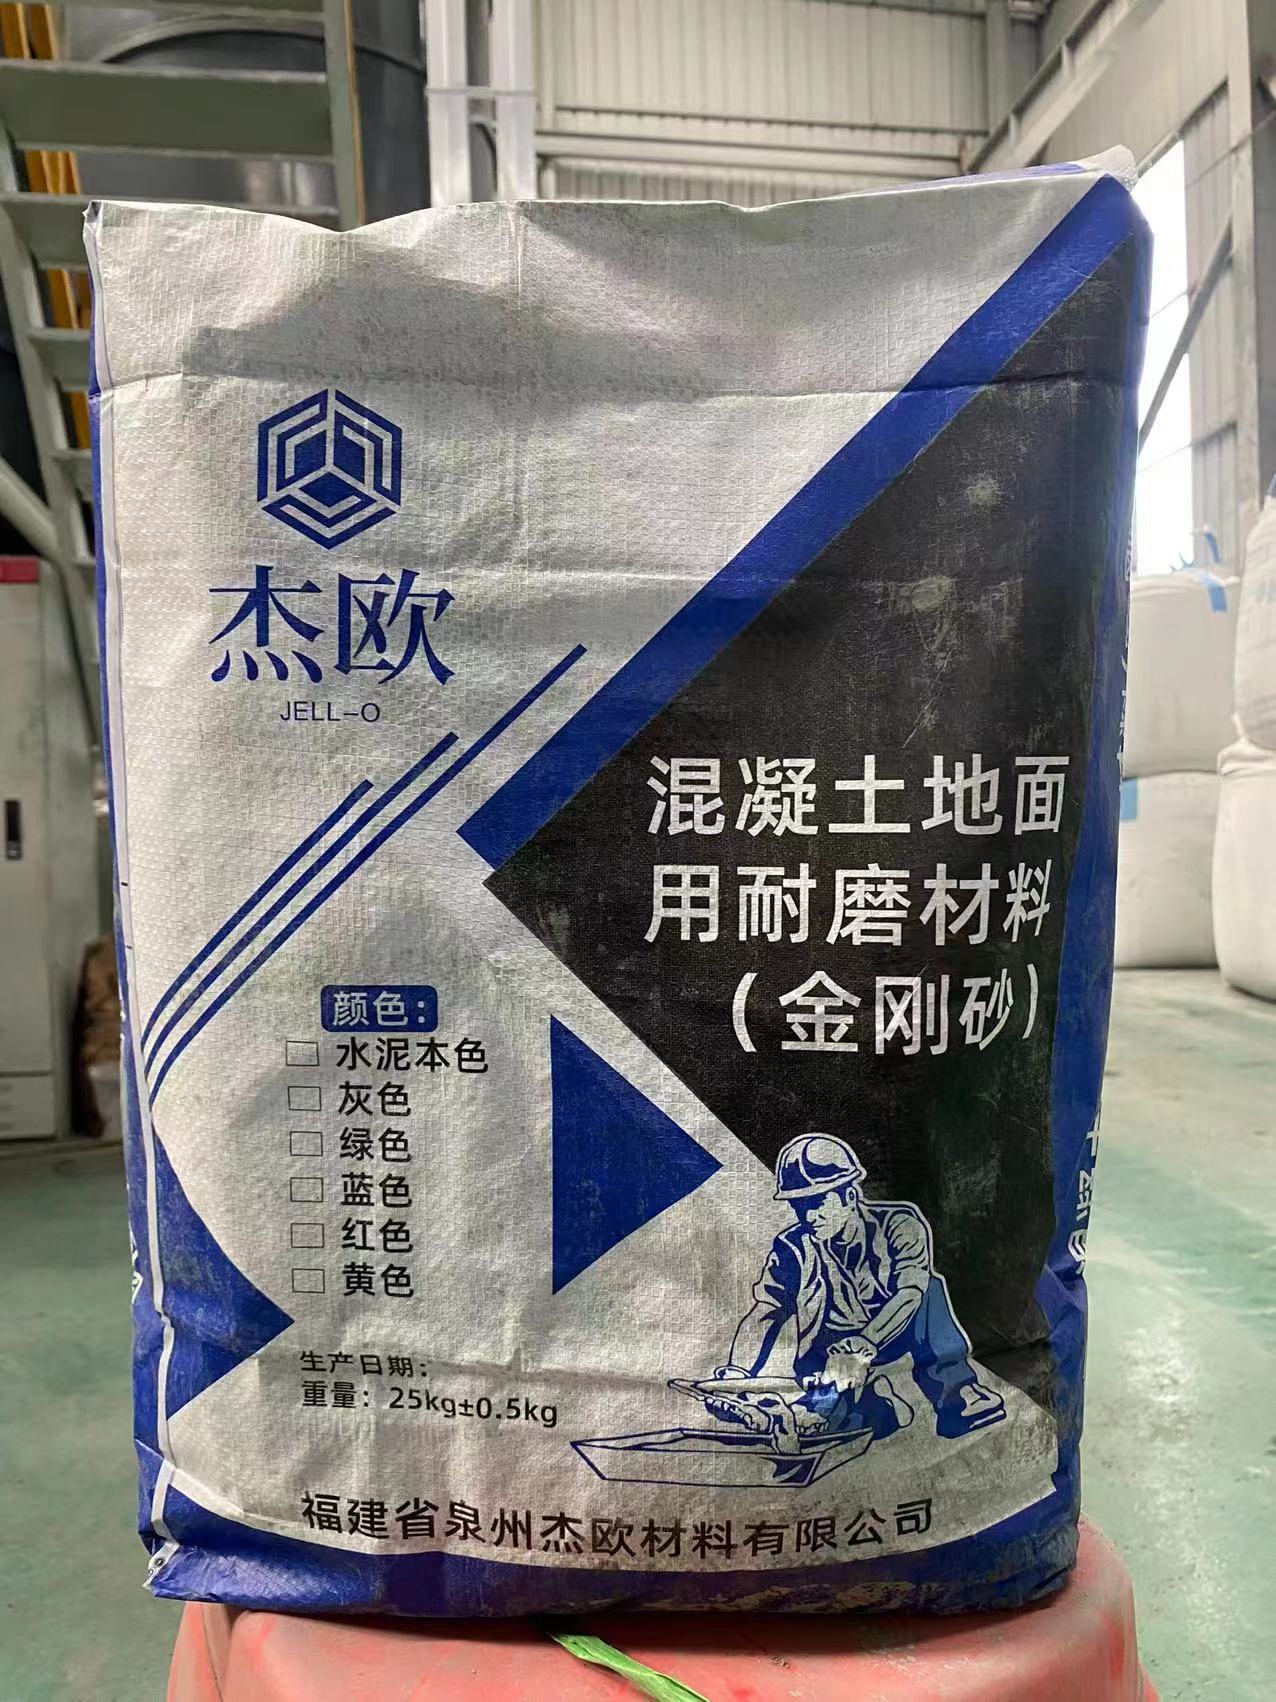 杰欧
JELL-O
混凝土地面
用耐磨材料
(金刚砂)
颜色:
水泥本色
灰色
绿色
蓝色
红色
黄色
生产日期:
重量: 25kg±0.5kg
福建省泉州杰欧材料有限公司